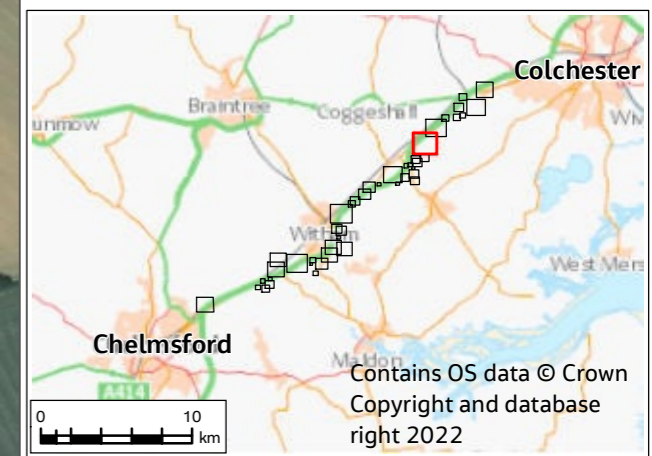 Colchester
Braintree
Coggeshall
unmow
Witham
West Mers
Chelmsford
Maldon
A414
Contains OS data © Crown
Copyright and database
right 2022
0 10
km